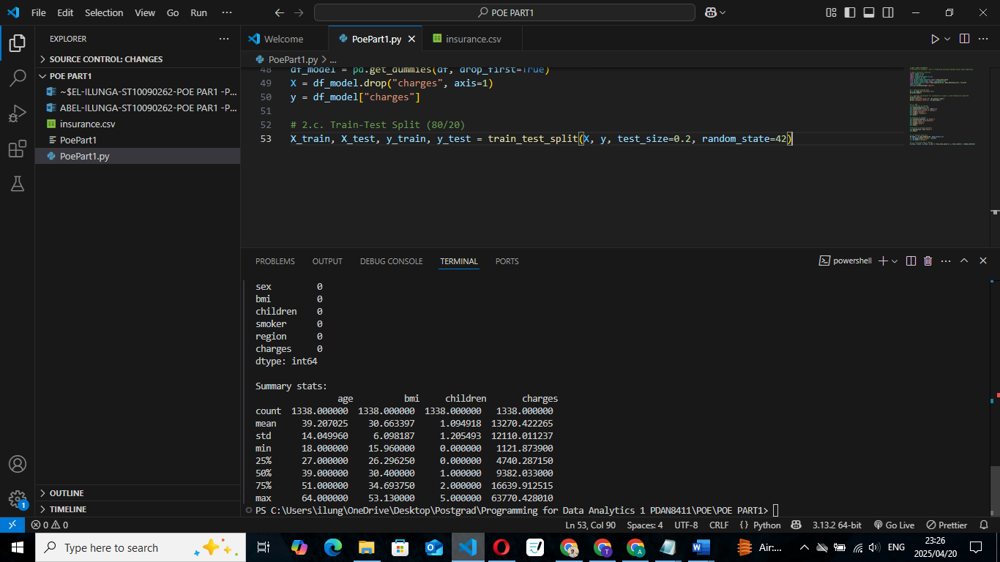 File Edit Selection View Go Run ··· POE PART1
EXPLORER ···
SOURCE CONTROL: CHANGES
POE PART1
~$EL-ILUNGA-ST10090262-POE PAR1 -P...
ABEL-ILUNGA-ST10090262-POE PAR1 -P...
insurance.csv
PoePart1
PoePart1.py
OUTLINE
TIMELINE
Welcome PoePart1.py insurance.csv
PoePart1.py > ...
48 df_model = pd.get_dummies(df, drop_first=True)
49 X = df_model.drop("charges", axis=1)
50 y = df_model["charges"]
51
52 # 2.c. Train-Test Split (80/20)
53 X_train, X_test, y_train, y_test = train_test_split(X, y, test_size=0.2, random_state=42)
PROBLEMS OUTPUT DEBUG CONSOLE TERMINAL PORTS powershell
sex 0
bmi 0
children 0
smoker 0
region 0
charges 0
dtype: int64
Summary stats:
age bmi children charges
count 1338.000000 1338.000000 1338.000000 1338.000000
mean 39.207025 30.663397 1.094918 13270.422265
std 14.049960 6.098187 1.205493 12110.011237
min 18.000000 15.960000 0.000000 1121.873900
25% 27.000000 26.296250 0.000000 4740.287150
50% 39.000000 30.400000 1.000000 9382.033000
75% 51.000000 34.693750 2.000000 16639.912515
max 64.000000 53.130000 5.000000 63770.428010
PS C:\Users\ilung\OneDrive\Desktop\Postgrad\Programming for Data Analytics 1 PDAN8411\POE\POE PART1>
1
0 0 Ln 53, Col 90 Spaces: 4 UTF-8 CRLF {} Python 3.13.2 64-bit Go Live Prettier
Type here to search Air:... ENG 23:26
2025/04/20